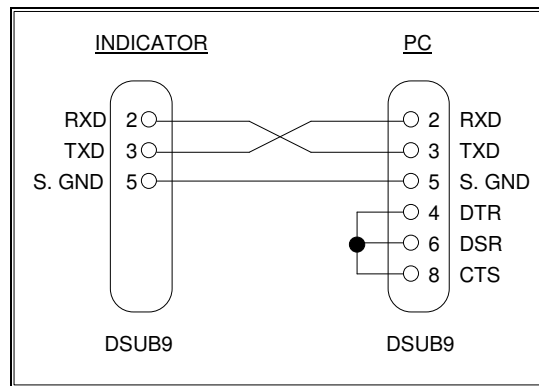 INDICATOR PC
RXD 2 2 RXD
TXD 3 3 TXD
S. GND 5 5 S. GND
4 DTR
6 DSR
8 CTS
DSUB9 DSUB9